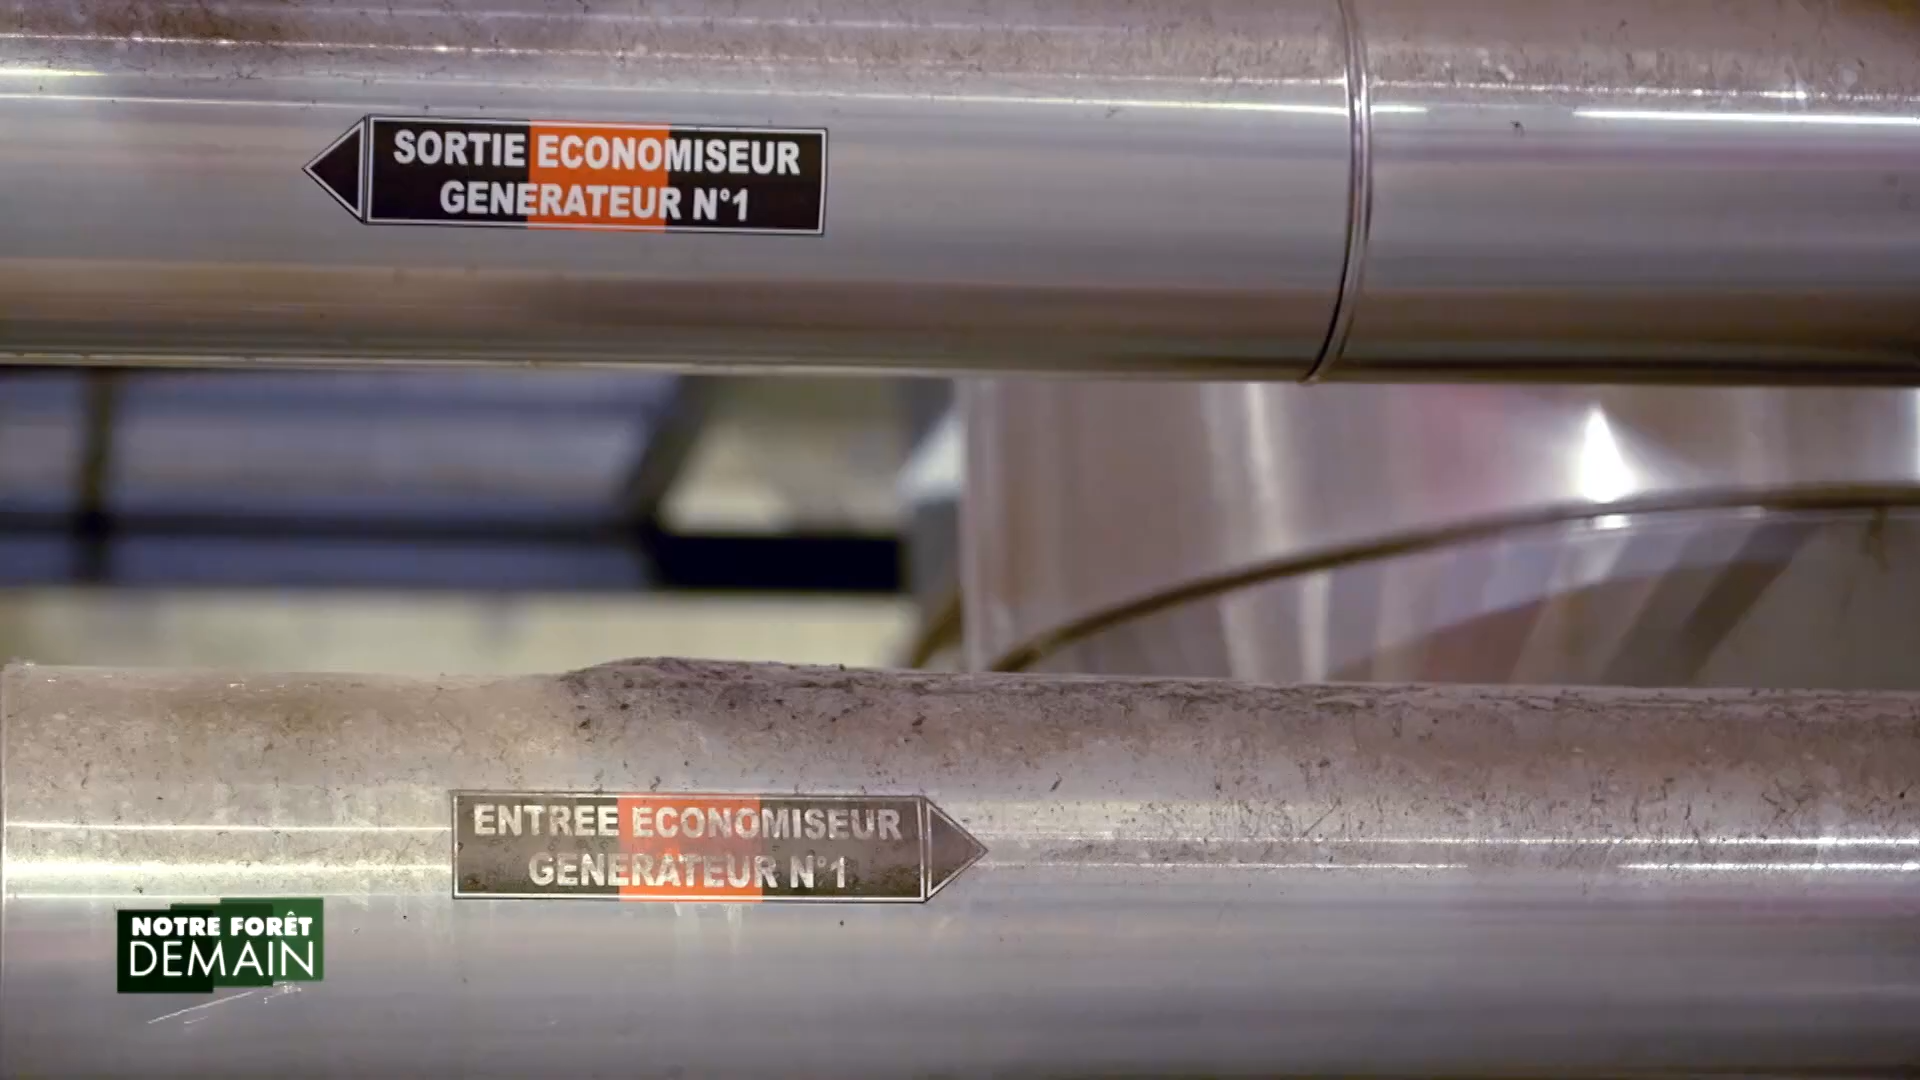 SORTIE ECONOMISEUR
GENERATEUR N°1
ENTREE ECONOMISEUR
GENERATEUR N°1
NOTRE FORÊT
DEMAIN